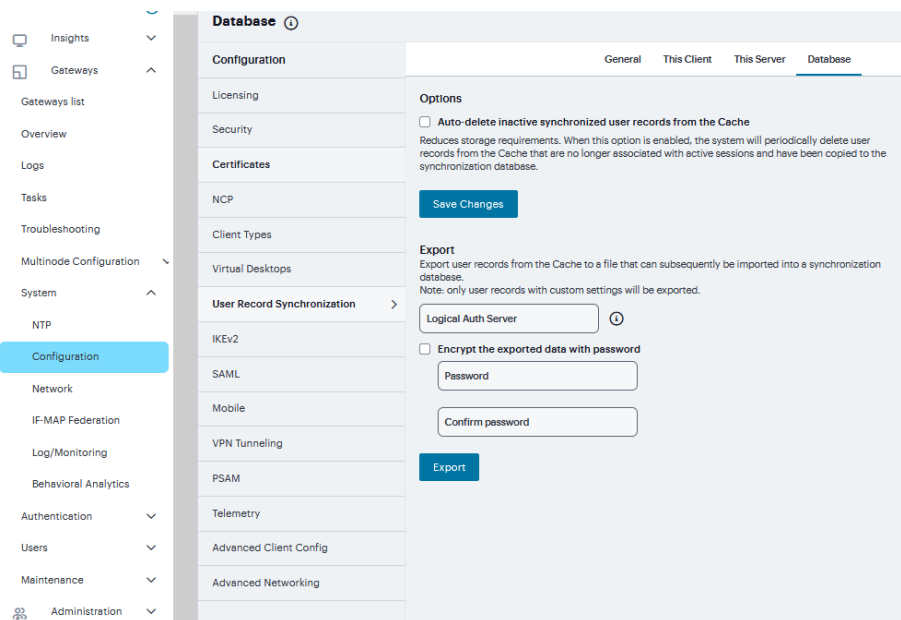 Database
Insights
Gateways
Gateways list
Overview
Logs
Tasks
Troubleshooting
Multinode Configuration
System
NTP
Configuration
Network
IF-MAP Federation
Log/Monitoring
Behavioral Analytics
Authentication
Users
Maintenance
Administration
Configuration
Licensing
Security
Certificates
NCP
Client Types
Virtual Desktops
User Record Synchronization
IKEv2
SAML
Mobile
VPN Tunneling
PSAM
Telemetry
Advanced Client Config
Advanced Networking
General This Client This Server Database
Options
Auto-delete inactive synchronized user records from the Cache
Reduces storage requirements. When this option is enabled, the system will periodically delete user
records from the Cache that are no longer associated with active sessions and have been copied to the
synchronization database.
Save Changes
Export
Export user records from the Cache to a file that can subsequently be imported into a synchronization
database.
Note: only user records with custom settings will be exported.
Logical Auth Server
Encrypt the exported data with password
Password
Confirm password
Export